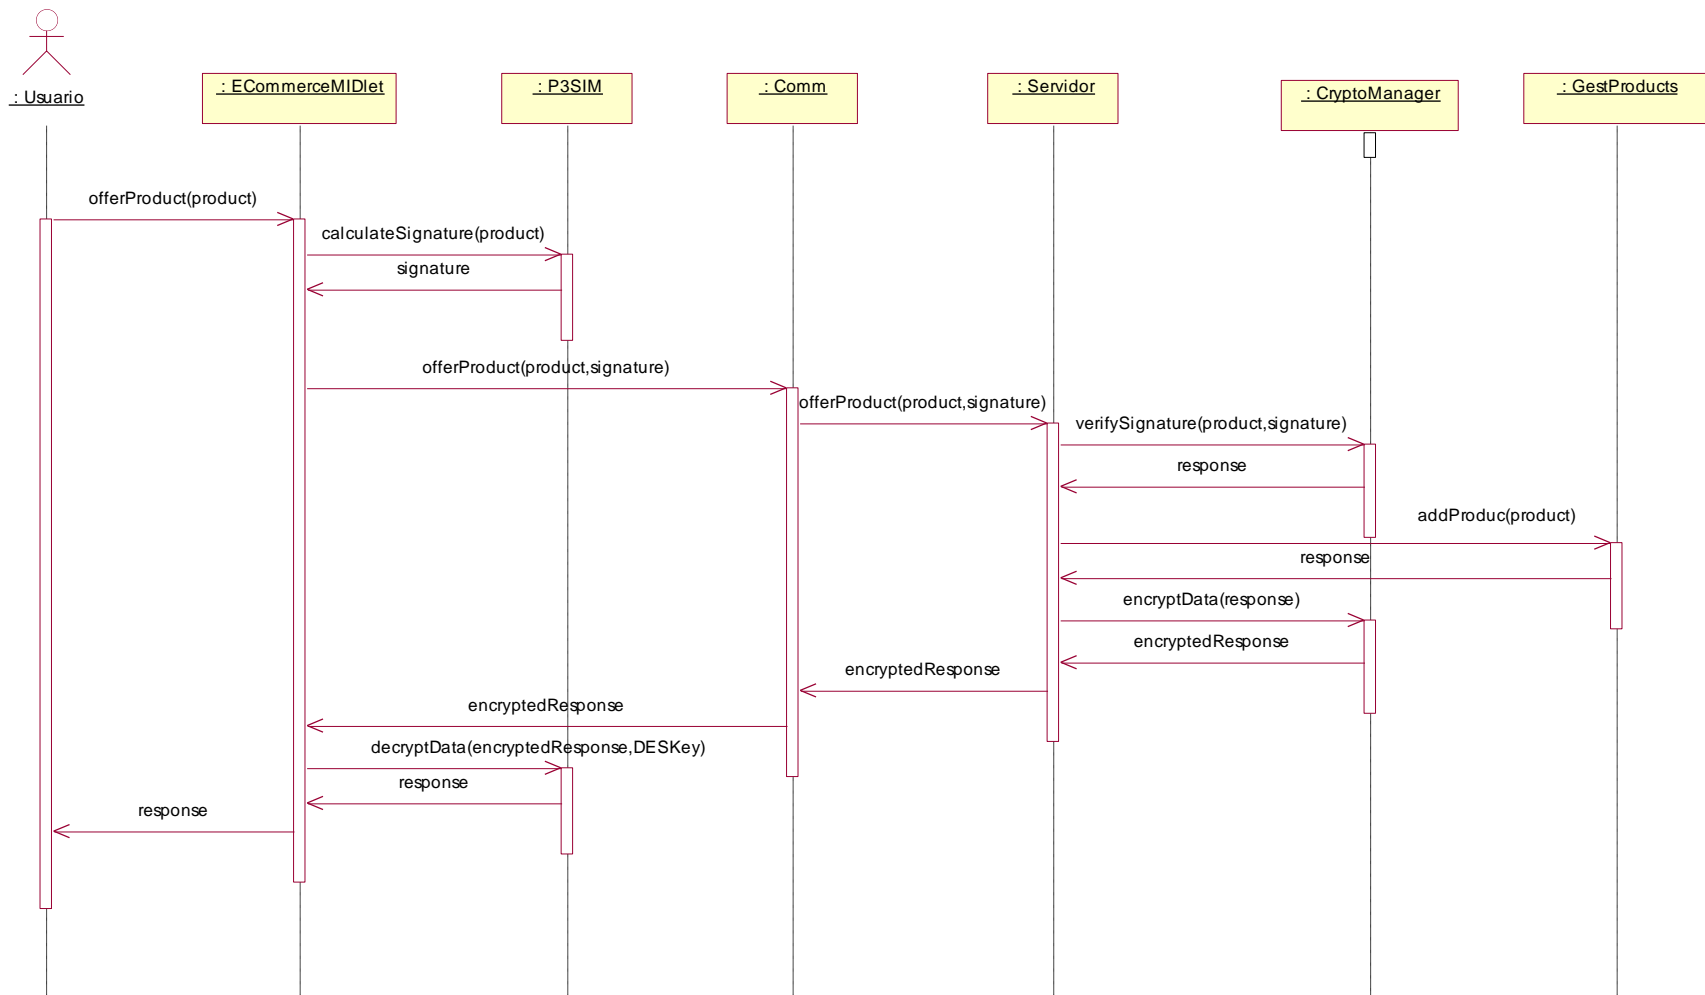 : Usuario
: ECommerceMIDlet
: P3SIM
: Comm
: Servidor
: CryptoManager
: GestProducts
offerProduct(product)
calculateSignature(product)
signature
offerProduct(product,signature)
offerProduct(product,signature)
verifySignature(product,signature)
response
addProduc(product)
response
encryptData(response)
encryptedResponse
encryptedResponse
encryptedResponse
decryptData(encryptedResponse,DESKey)
response
response